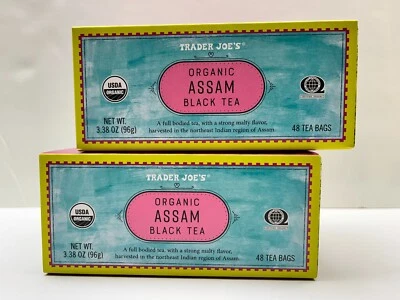 TRADER JOE'S®
ORGANIC
ASSAM
BLACK TEA
USDA
ORGANIC
NET WT.
3.38 OZ (96g)
A full bodied tea, with a strong malty flavor,
harvested in the northeast Indian region of Assam.
48 TEA BAGS
TRADER JOE'S®
ORGANIC
ASSAM
BLACK TEA
USDA
ORGANIC
NET WT.
3.38 OZ (96g)
A full bodied tea, with a strong malty flavor,
harvested in the northeast Indian region of Assam.
48 TEA BAGS